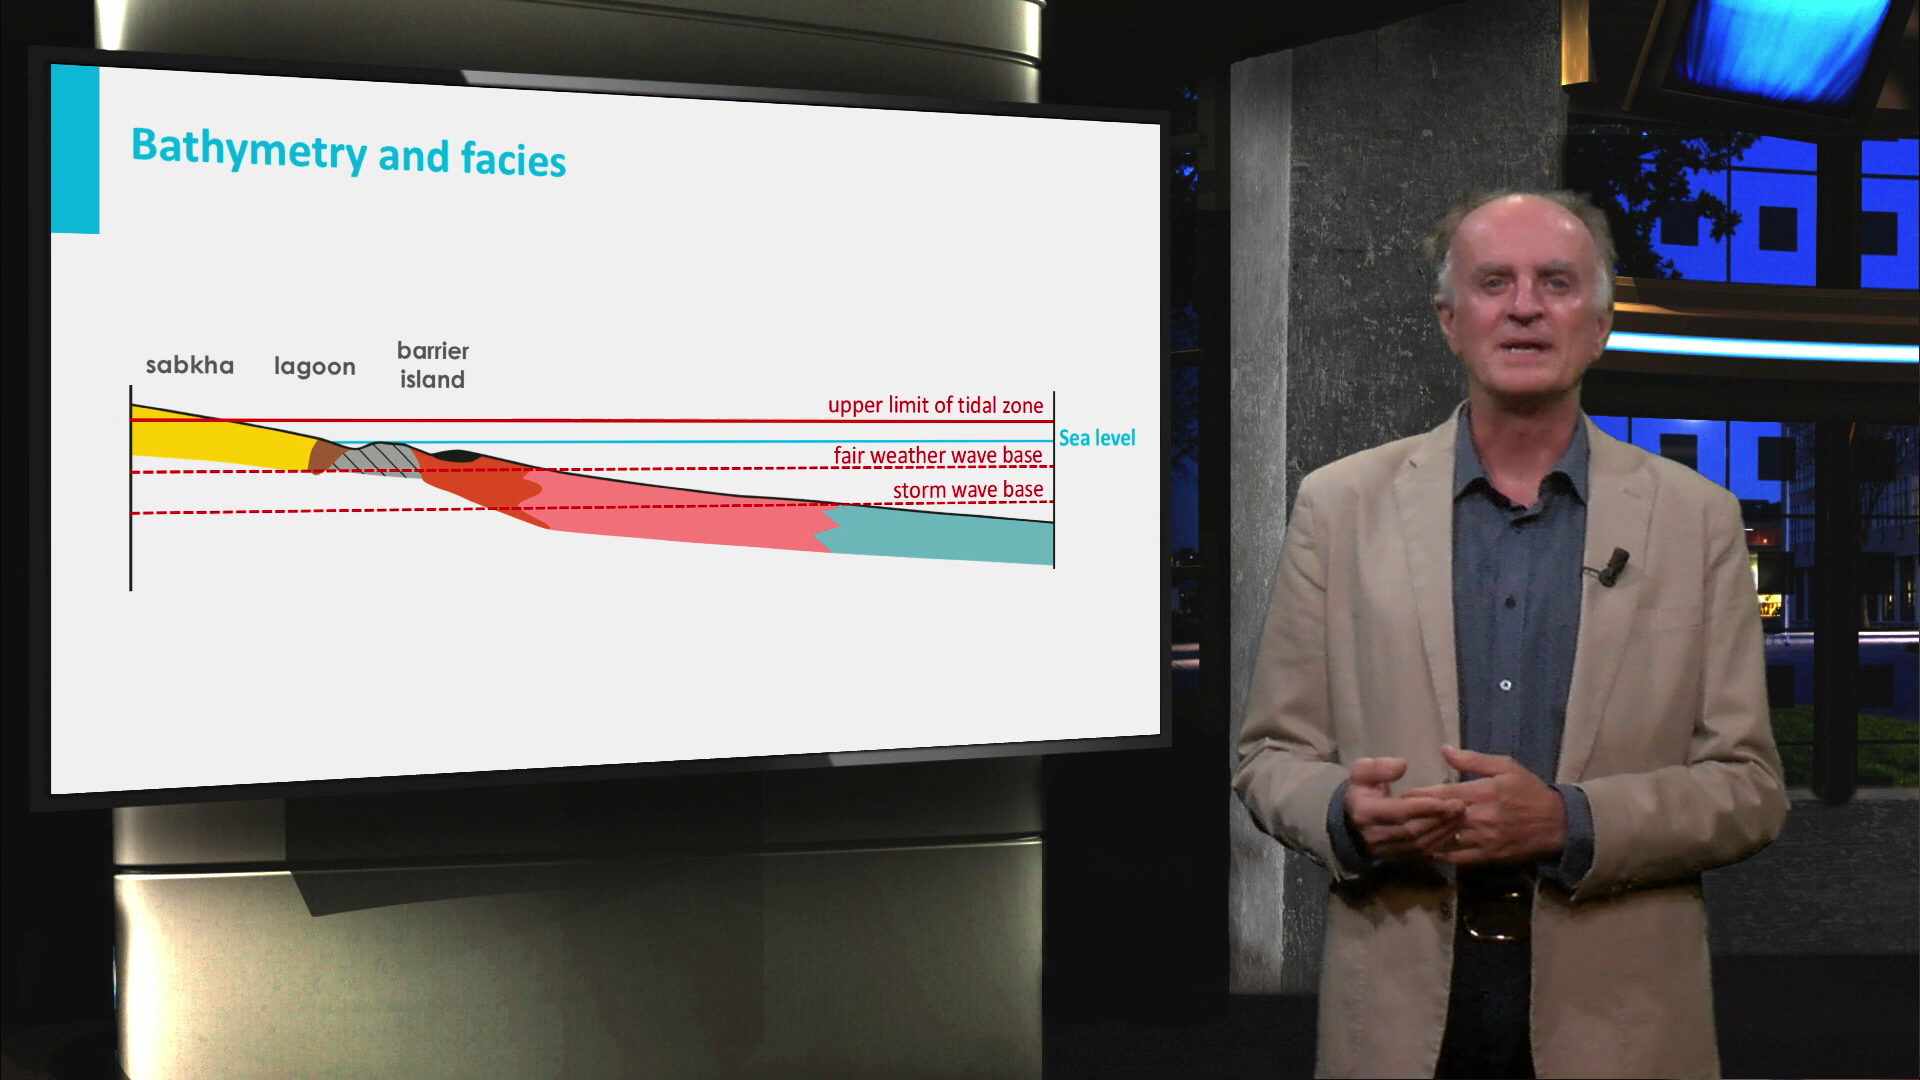 Bathymetry and facies
sabkha
lagoon
barrier
island
upper limit of tidal zone
Sea level
fair weather wave base
storm wave base